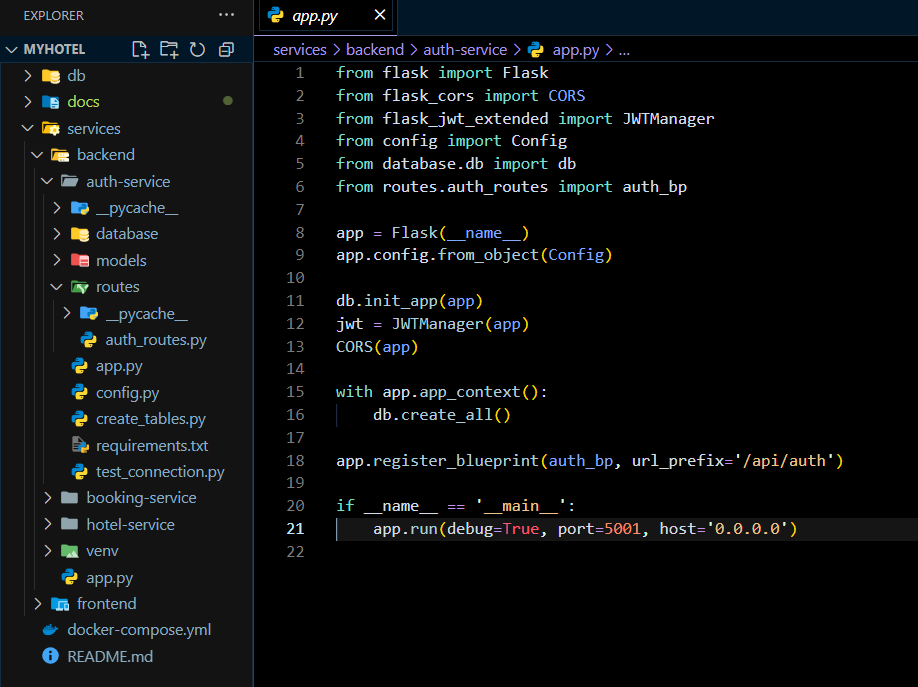 EXPLORER
...
MYHOTEL
db
docs
services
backend
auth-service
__pycache__
database
models
routes
__pycache__
auth_routes.py
app.py
config.py
create_tables.py
requirements.txt
test_connection.py
booking-service
hotel-service
venv
app.py
frontend
docker-compose.yml
README.md
app.py
services > backend > auth-service > app.py > ...
1 from flask import Flask
2 from flask_cors import CORS
3 from flask_jwt_extended import JWTManager
4 from config import Config
5 from database.db import db
6 from routes.auth_routes import auth_bp
7
8 app = Flask(__name__)
9 app.config.from_object(Config)
10
11 db.init_app(app)
12 jwt = JWTManager(app)
13 CORS(app)
14
15 with app.app_context():
16     db.create_all()
17
18 app.register_blueprint(auth_bp, url_prefix='/api/auth')
19
20 if __name__ == '__main__':
21     app.run(debug=True, port=5001, host='0.0.0.0')
22